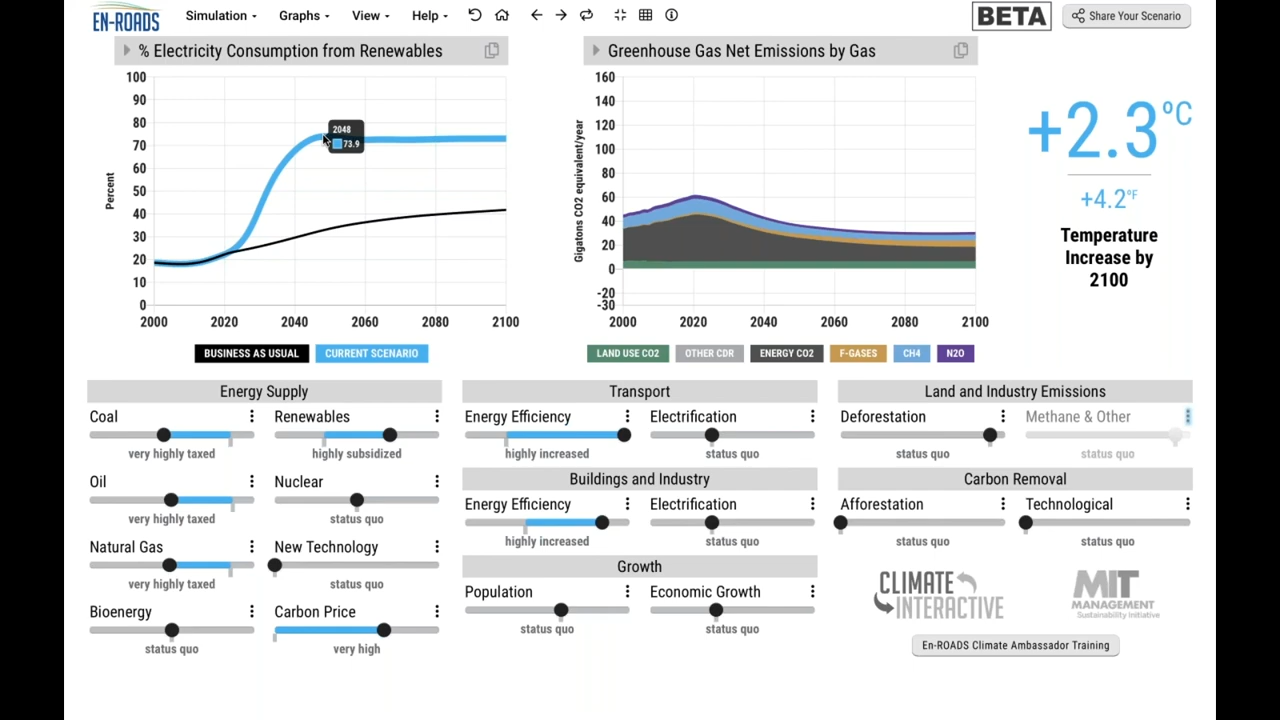 EN-ROADS
Simulation
Graphs
View
Help
BETA
Share Your Scenario
% Electricity Consumption from Renewables
100
90
80
70
60
50
40
30
20
10
0
Percent
2048
73.9
2000 2020 2040 2060 2080 2100
BUSINESS AS USUAL
CURRENT SCENARIO
Greenhouse Gas Net Emissions by Gas
160
140
120
100
80
60
40
20
0
-20
-30
Gigatons CO2 equivalent/year
2000 2020 2040 2060 2080 2100
LAND USE CO2
OTHER CDR
ENERGY CO2
F-GASES
CH4
N2O
+2.3°C
+4.2°F
Temperature
Increase by
2100
Energy Supply
Coal
very highly taxed
Renewables
highly subsidized
Oil
very highly taxed
Nuclear
status quo
Natural Gas
very highly taxed
New Technology
status quo
Bioenergy
status quo
Carbon Price
very high
Transport
Energy Efficiency
highly increased
Electrification
status quo
Buildings and Industry
Energy Efficiency
highly increased
Electrification
status quo
Growth
Population
status quo
Economic Growth
status quo
Land and Industry Emissions
Deforestation
status quo
Methane & Other
status quo
Carbon Removal
Afforestation
status quo
Technological
status quo
CLIMATE
INTERACTIVE
MIT
MANAGEMENT
Sustainability Initiative
En-ROADS Climate Ambassador Training